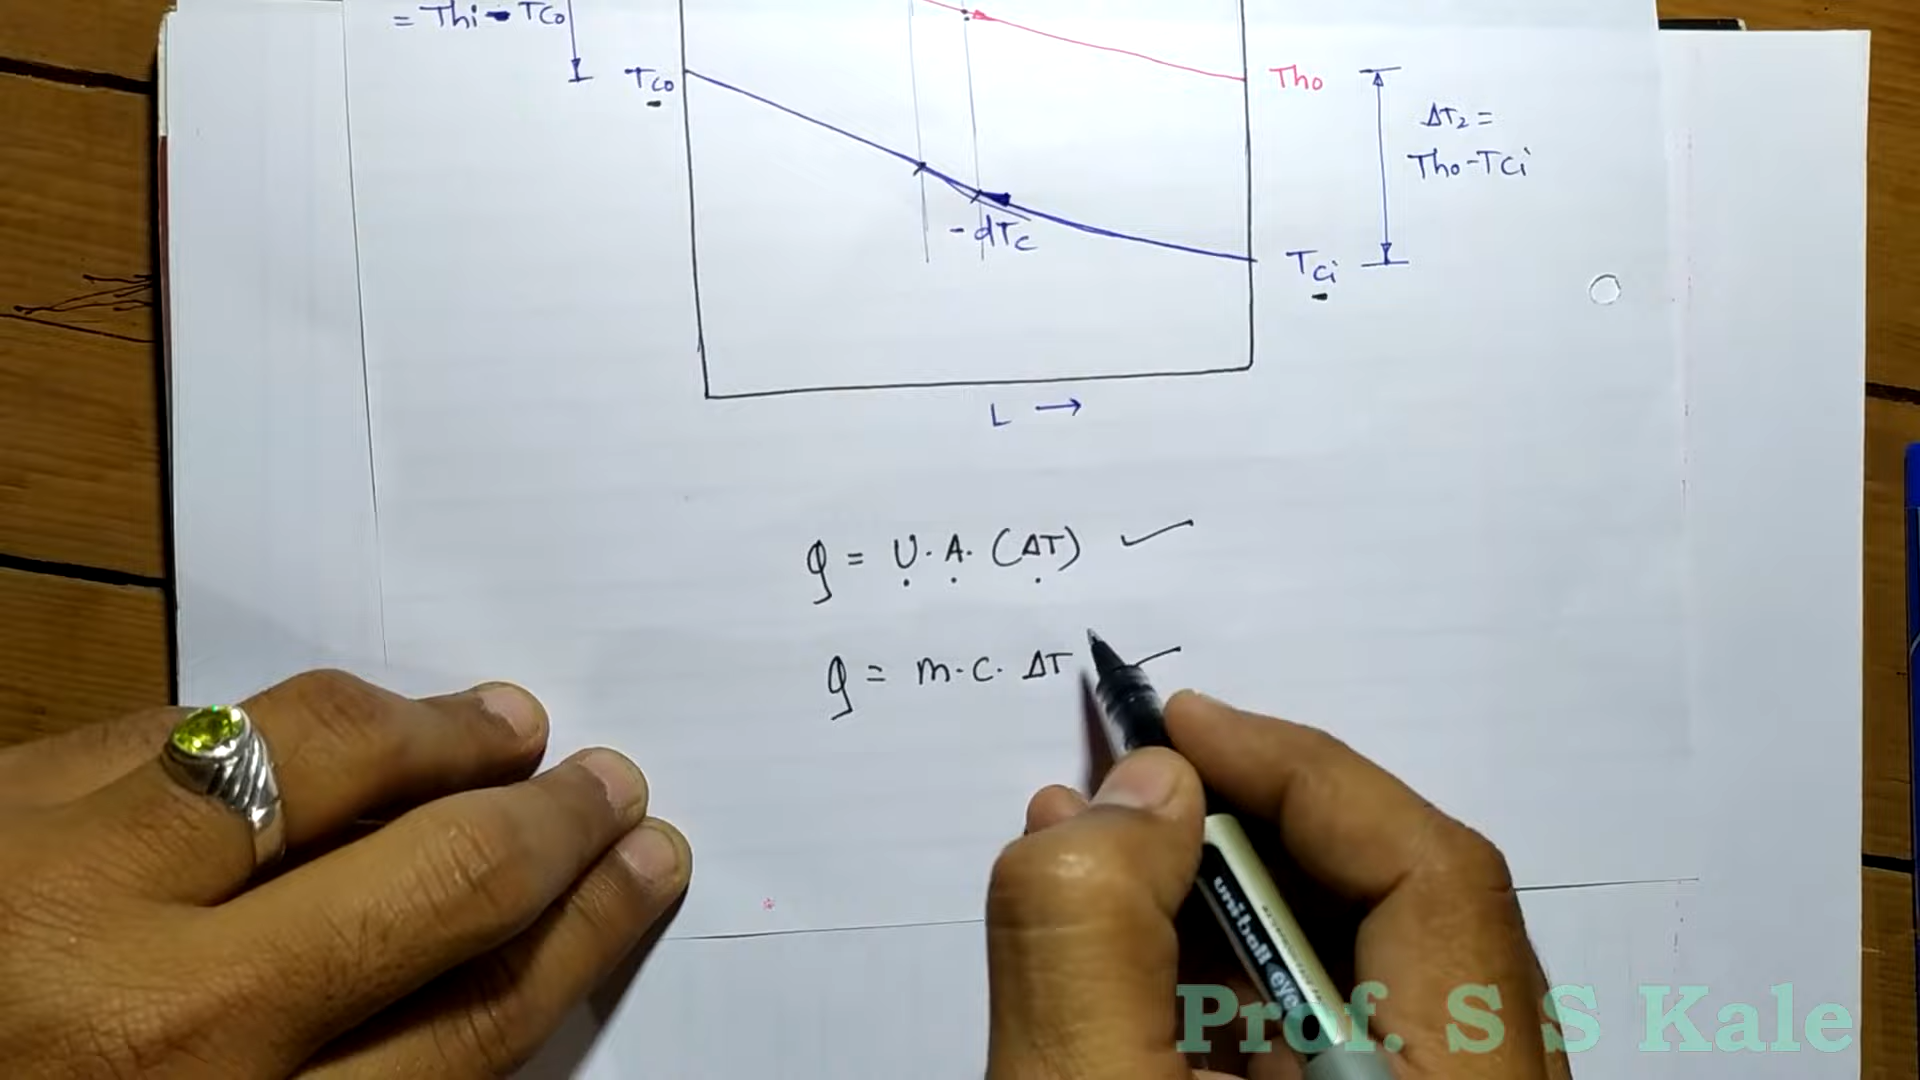 = Thi - Tco
Tco
Tho
ΔT2 =
Tho - Tci
- dTc
Tci
L →
Q = U. A. (ΔT) ✓
Q = m. c. ΔT
uniball eye
Prof. S S Kale